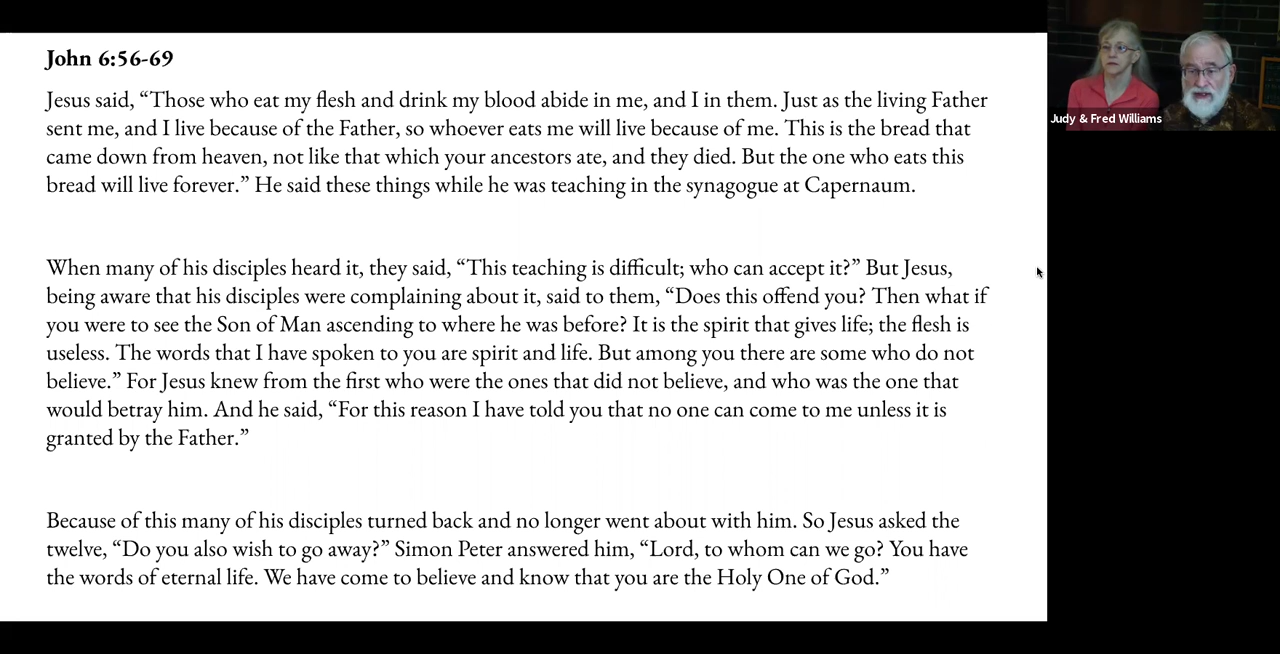 John 6:56-69
Jesus said, “Those who eat my flesh and drink my blood abide in me, and I in them. Just as the living Father
sent me, and I live because of the Father, so whoever eats me will live because of me. This is the bread that
came down from heaven, not like that which your ancestors ate, and they died. But the one who eats this
bread will live forever.” He said these things while he was teaching in the synagogue at Capernaum.
When many of his disciples heard it, they said, “This teaching is difficult; who can accept it?” But Jesus,
being aware that his disciples were complaining about it, said to them, “Does this offend you? Then what if
you were to see the Son of Man ascending to where he was before? It is the spirit that gives life; the flesh is
useless. The words that I have spoken to you are spirit and life. But among you there are some who do not
believe.” For Jesus knew from the first who were the ones that did not believe, and who was the one that
would betray him. And he said, “For this reason I have told you that no one can come to me unless it is
granted by the Father.”
Because of this many of his disciples turned back and no longer went about with him. So Jesus asked the
twelve, “Do you also wish to go away?” Simon Peter answered him, “Lord, to whom can we go? You have
the words of eternal life. We have come to believe and know that you are the Holy One of God.”
Judy & Fred Williams